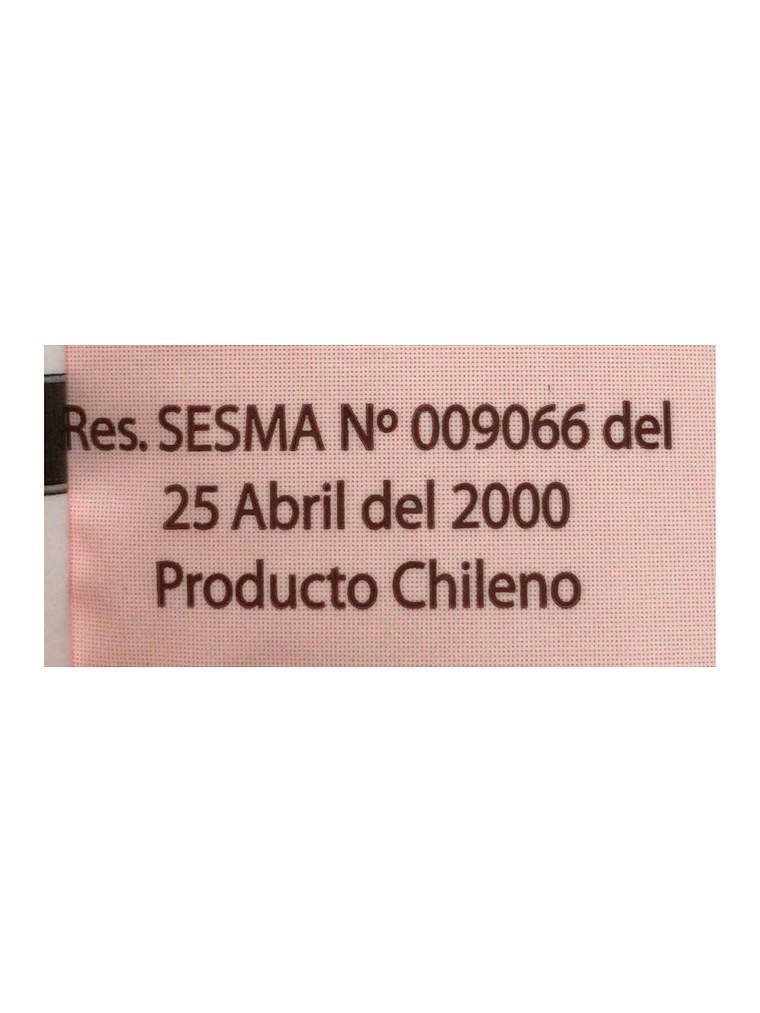 Res. SESMA Nº 009066 del
25 Abril del 2000
Producto Chileno